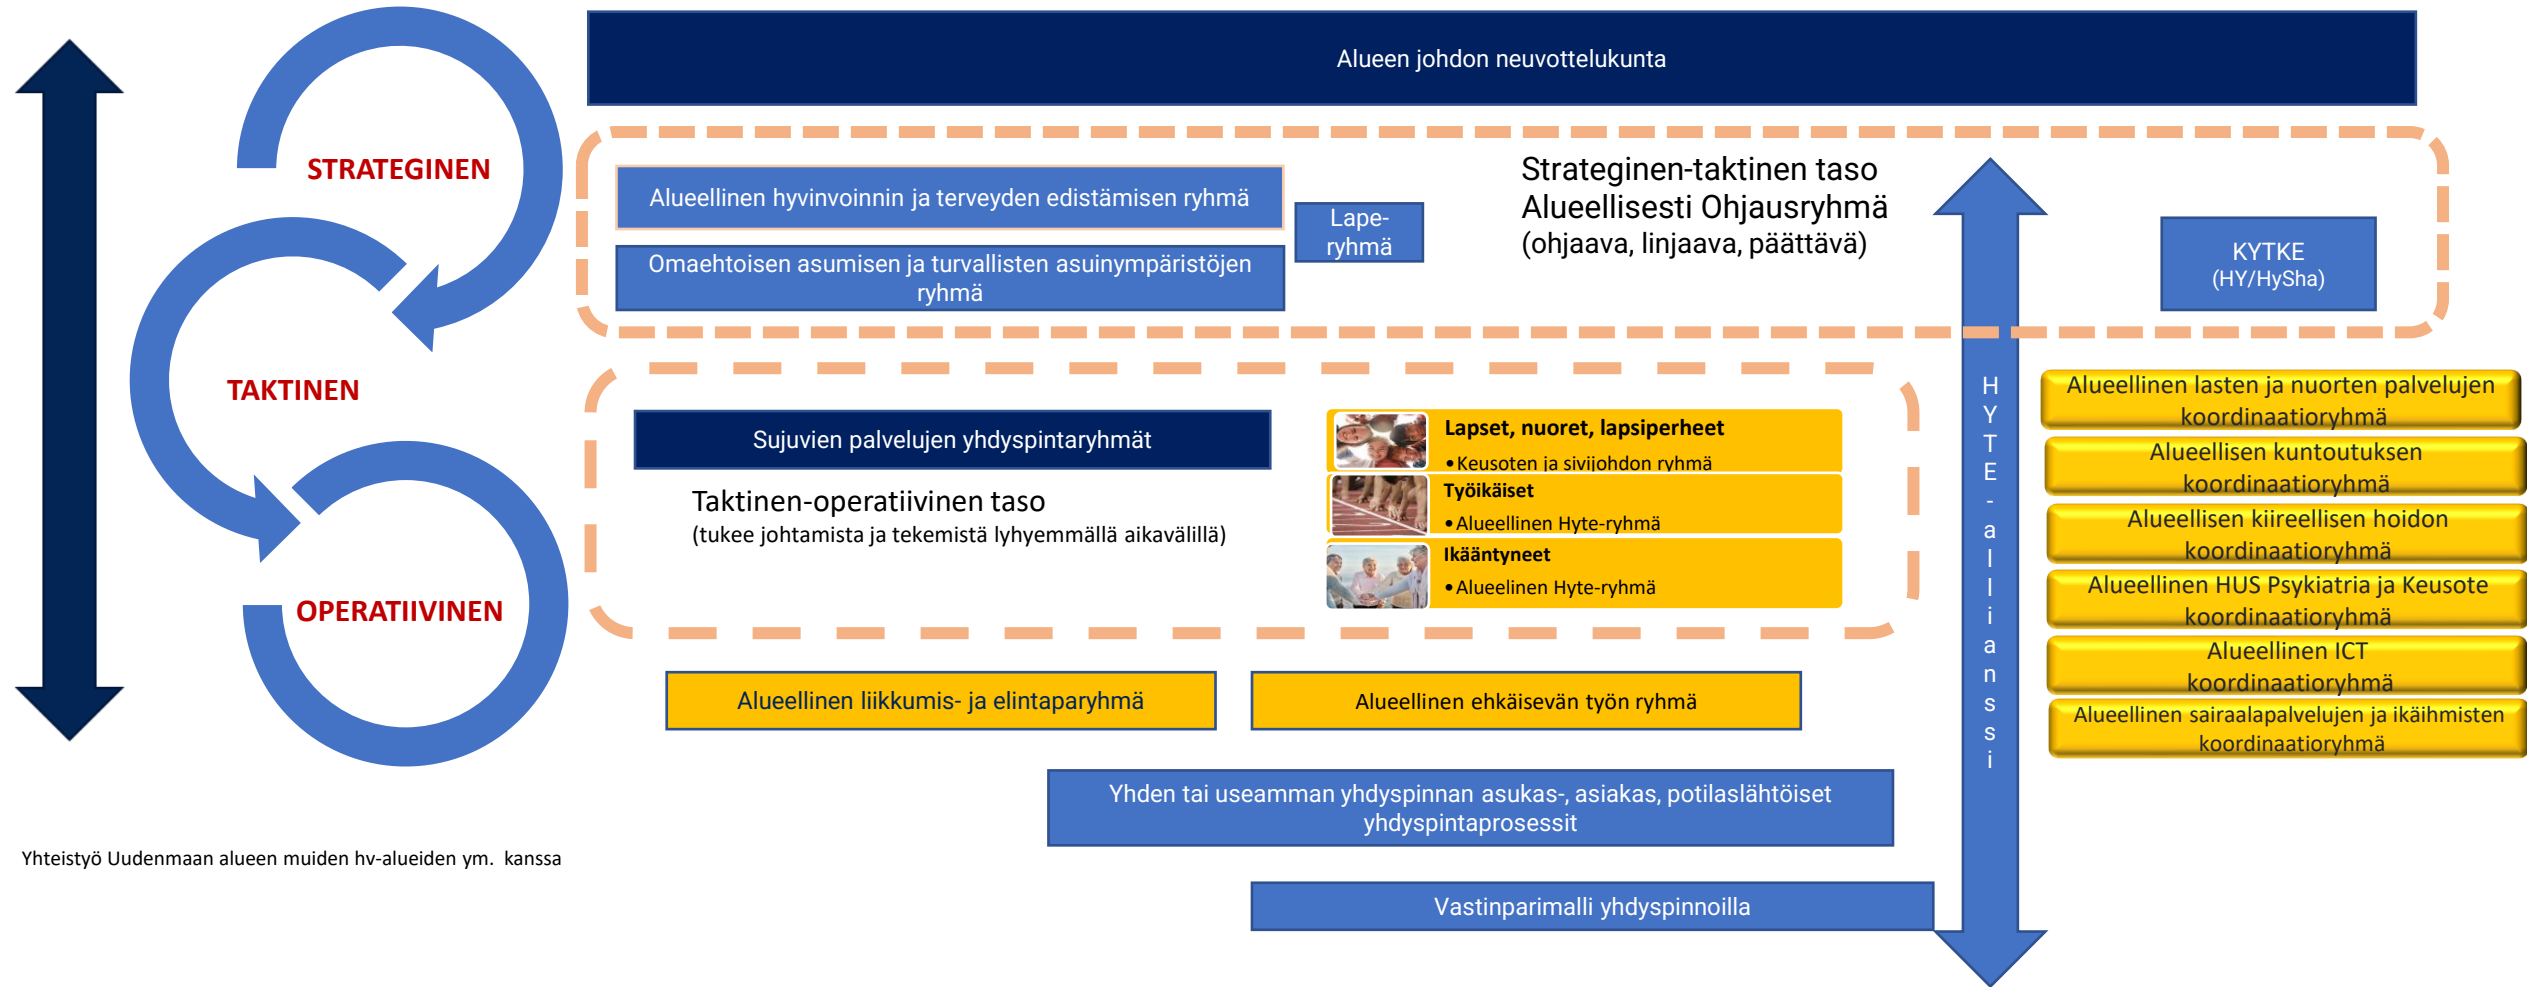 Alueen johdon neuvottelukunta
STRATEGINEN
TAKTINEN
OPERATIIVINEN
Yhteistyö Uudenmaan alueen muiden hv-alueiden ym. kanssa
Alueellinen hyvinvoinnin ja terveyden edistämisen ryhmä
Omaehtoisen asumisen ja turvallisten asuinympäristöjen
ryhmä
Lape-
ryhmä
Strateginen-taktinen taso
Alueellisesti Ohjausryhmä
(ohjaava, linjaava, päättävä)
KYTKE
(HY/HySha)
Sujuvien palvelujen yhdyspintaryhmät
Taktinen-operatiivinen taso
(tukee johtamista ja tekemistä lyhyemmällä aikavälillä)
Lapset, nuoret, lapsiperheet
•Keusoten ja sivijohdon ryhmä
Työikäiset
•Alueellinen Hyte-ryhmä
Ikääntyneet
•Alueelinen Hyte-ryhmä
HYTE-allianssi
Alueellinen lasten ja nuorten palvelujen
koordinaatioryhmä
Alueellisen kuntoutuksen
koordinaatioryhmä
Alueellisen kiireellisen hoidon
koordinaatioryhmä
Alueellinen HUS Psykiatria ja Keusote
koordinaatioryhmä
Alueellinen ICT
koordinaatioryhmä
Alueellinen sairaalapalvelujen ja ikäihmisten
koordinaatioryhmä
Alueellinen liikkumis- ja elintaparyhmä
Alueellinen ehkäisevän työn ryhmä
Yhden tai useamman yhdyspinnan asukas-, asiakas, potilaslähtöiset
yhdyspintaprosessit
Vastinparimalli yhdyspinnoilla